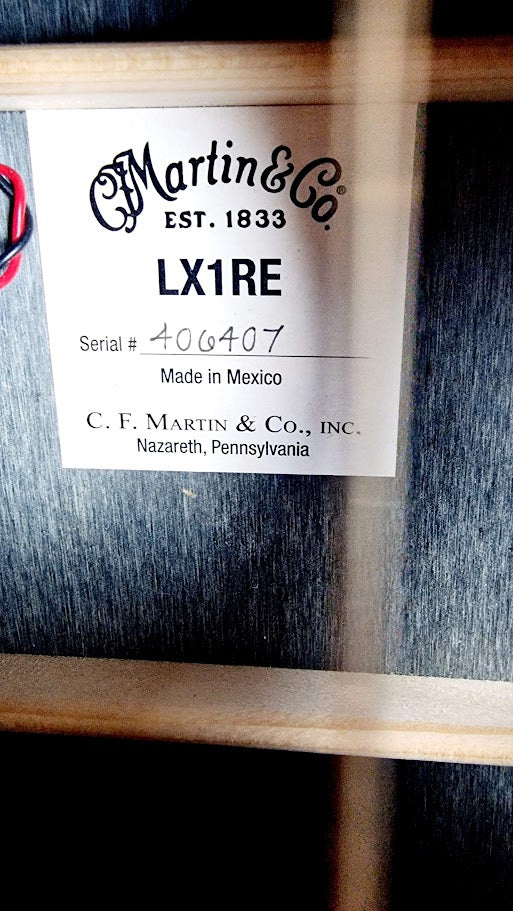 CFMartin&Co.®
EST. 1833
LX1RE
Serial # 406407
Made in Mexico
C. F. MARTIN & CO., INC.
Nazareth, Pennsylvania